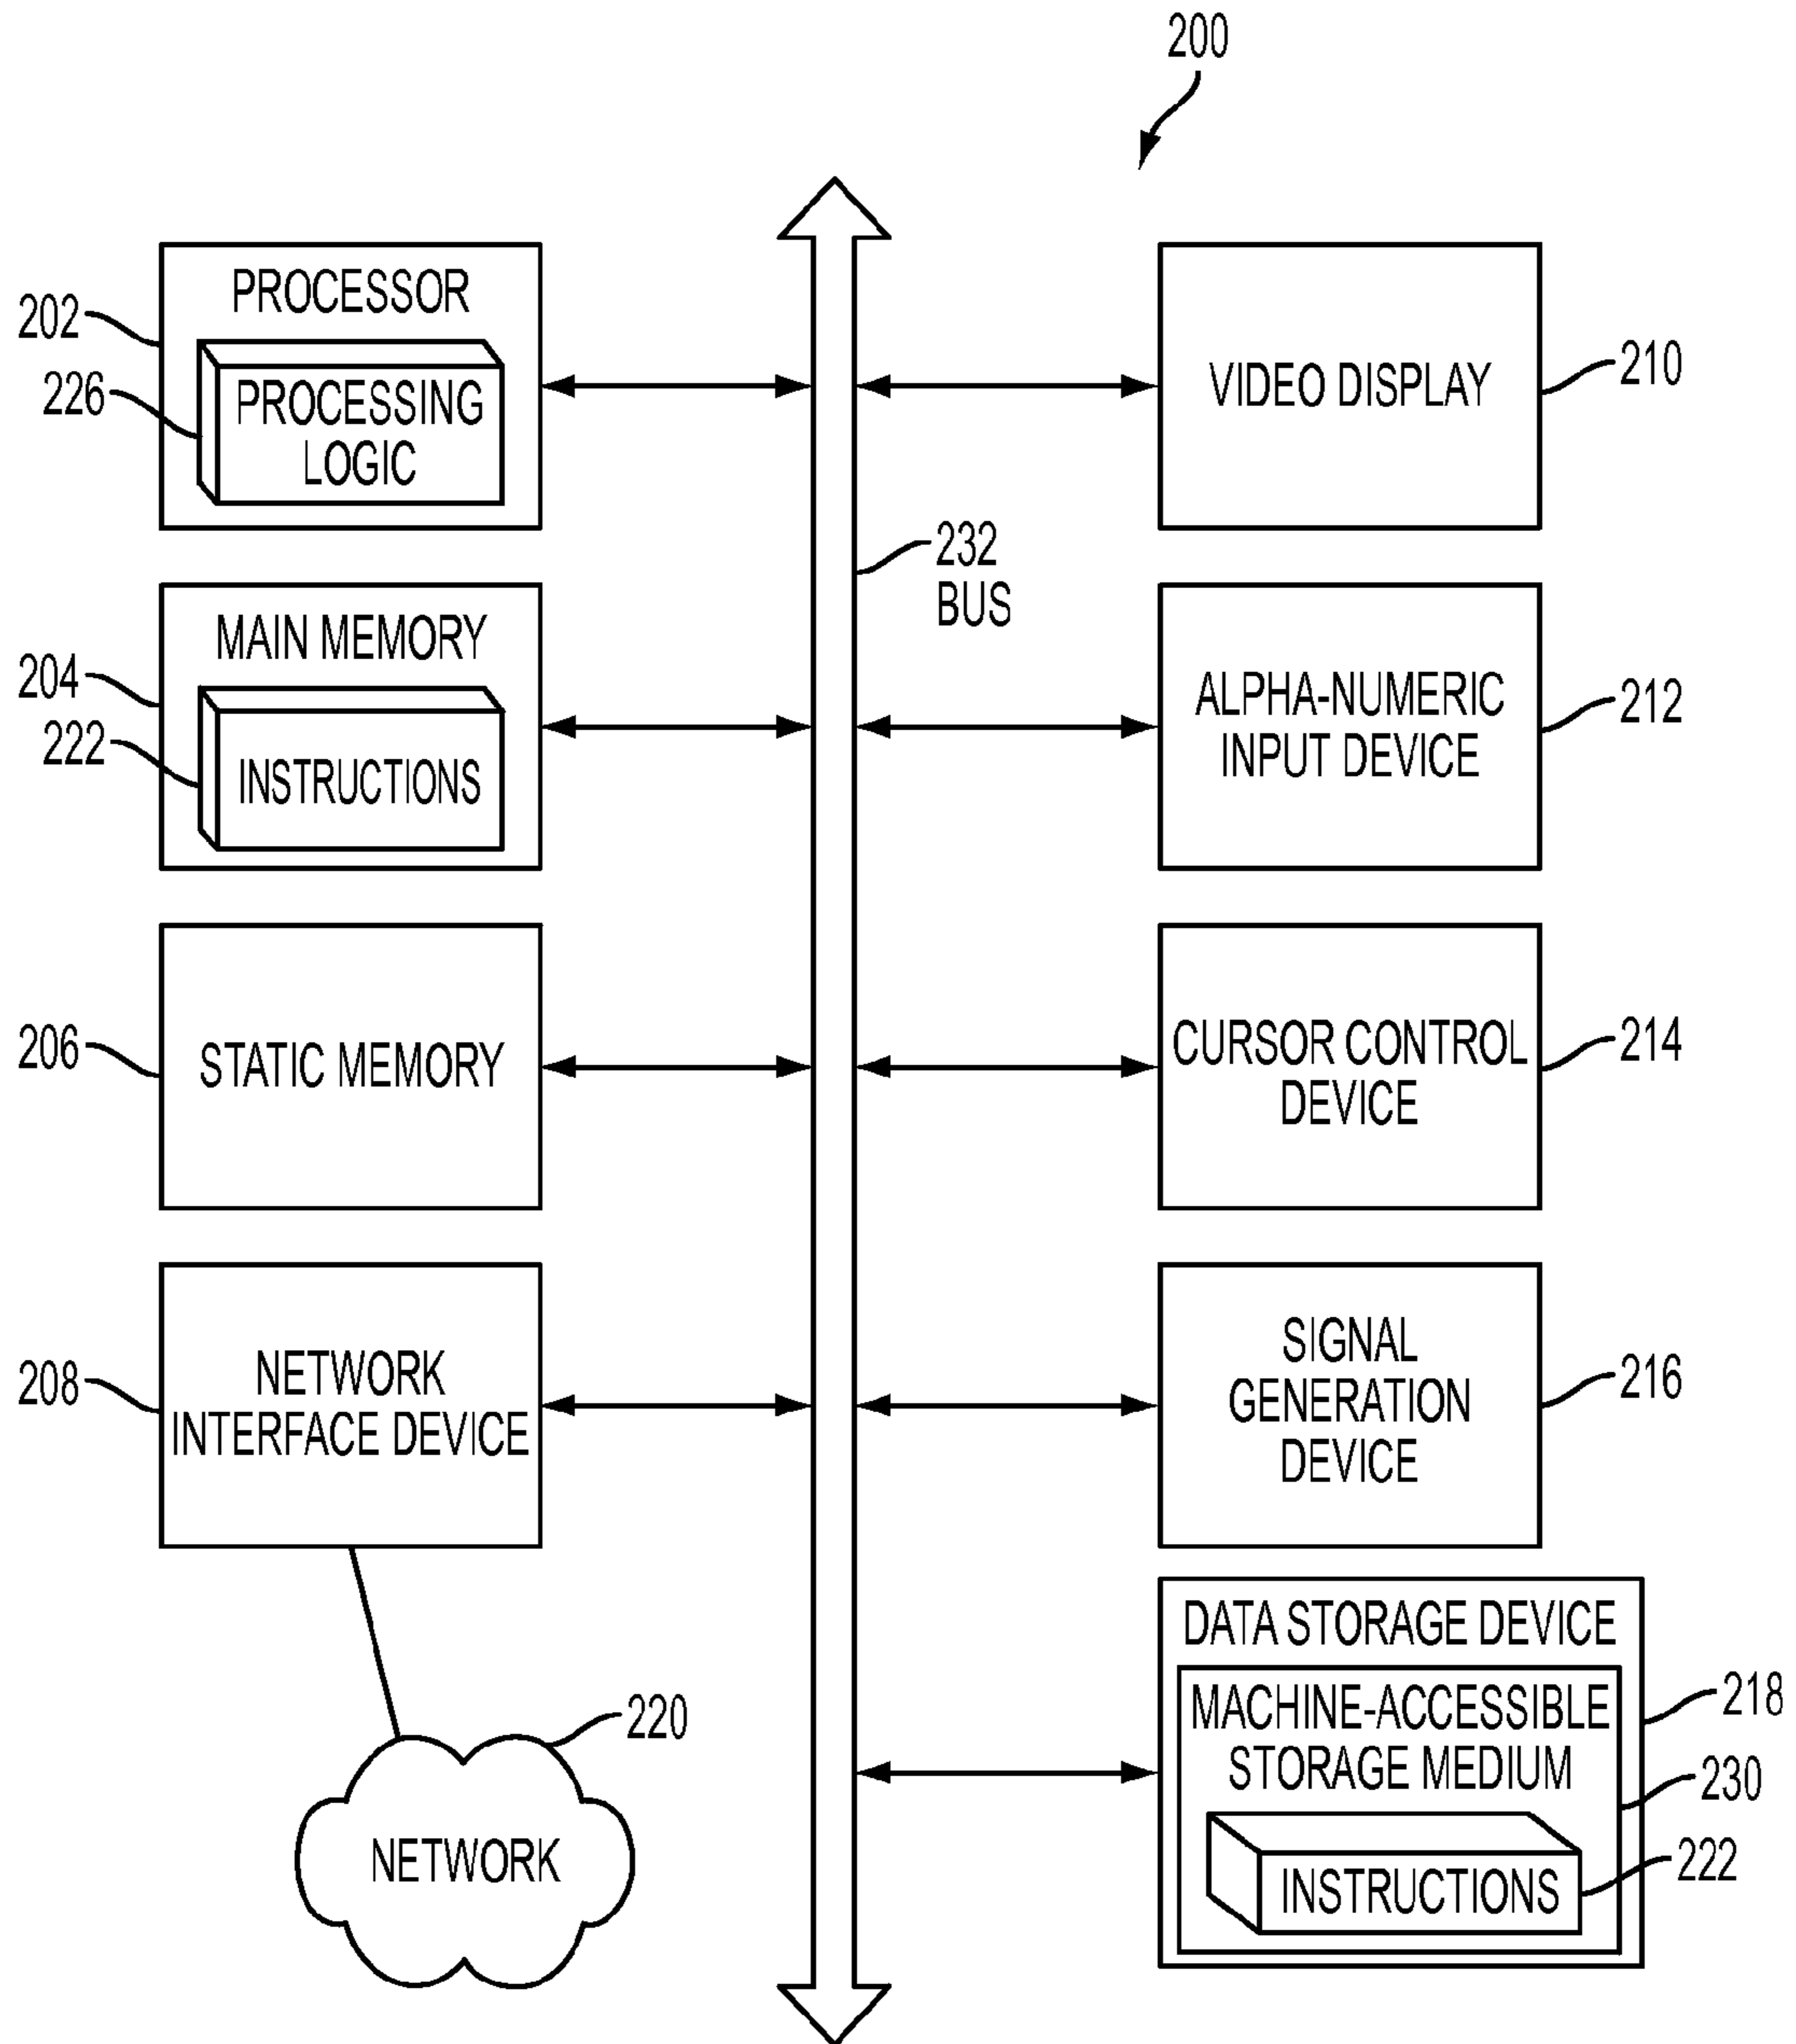 200
PROCESSOR
202
226
PROCESSING
LOGIC
VIDEO DISPLAY
210
232
BUS
MAIN MEMORY
204
222
INSTRUCTIONS
ALPHA-NUMERIC
INPUT DEVICE
212
206
STATIC MEMORY
CURSOR CONTROL
DEVICE
214
208
NETWORK
INTERFACE DEVICE
SIGNAL
GENERATION
DEVICE
216
220
NETWORK
DATA STORAGE DEVICE
218
MACHINE-ACCESSIBLE
STORAGE MEDIUM
230
INSTRUCTIONS
222